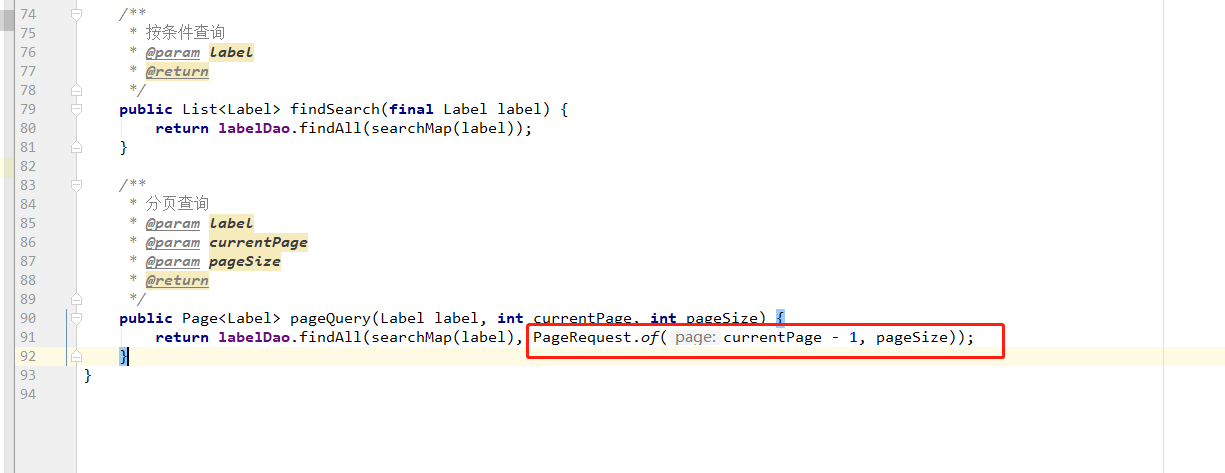 74 /**
75 * 按条件查询
76 * @param label
77 * @return
78 */
79 public List<Label> findSearch(final Label label) {
80 return labelDao.findAll(searchMap(label));
81 }
82
83 /**
84 * 分页查询
85 * @param label
86 * @param currentPage
87 * @param pageSize
88 * @return
89 */
90 public Page<Label> pageQuery(Label label, int currentPage, int pageSize) {
91 return labelDao.findAll(searchMap(label), PageRequest.of( page: currentPage - 1, pageSize));
92 }
93 }
94